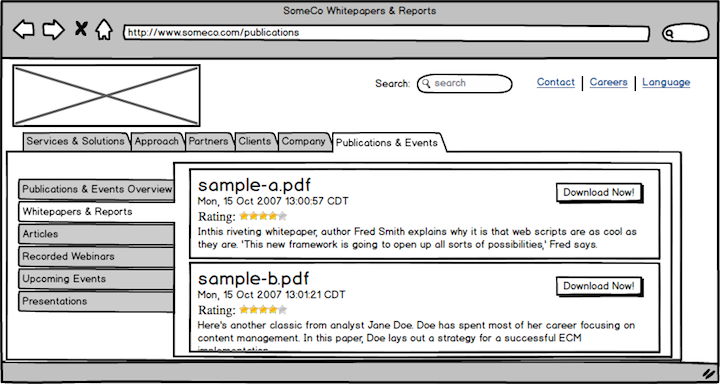 SomeCo Whitepapers & Reports
http://www.someco.com/publications
Search: search Contact Careers Language
Services & Solutions Approach Partners Clients Company Publications & Events
Publications & Events Overview
Whitepapers & Reports
Articles
Recorded Webinars
Upcoming Events
Presentations
sample-a.pdf
Mon, 15 Oct 2007 13:00:57 CDT
Rating:
Download Now!
Inthis riveting whitepaper, author Fred Smith explains why it is that web scripts are as cool as
they are. 'This new framework is going to open up all sorts of possibilities,' Fred says.
sample-b.pdf
Mon, 15 Oct 2007 13:01:21 CDT
Rating:
Download Now!
Here's another classic from analyst Jane Doe. Doe has spent most of her career focusing on
content management. In this paper, Doe lays out a strategy for a successful ECM
implementation